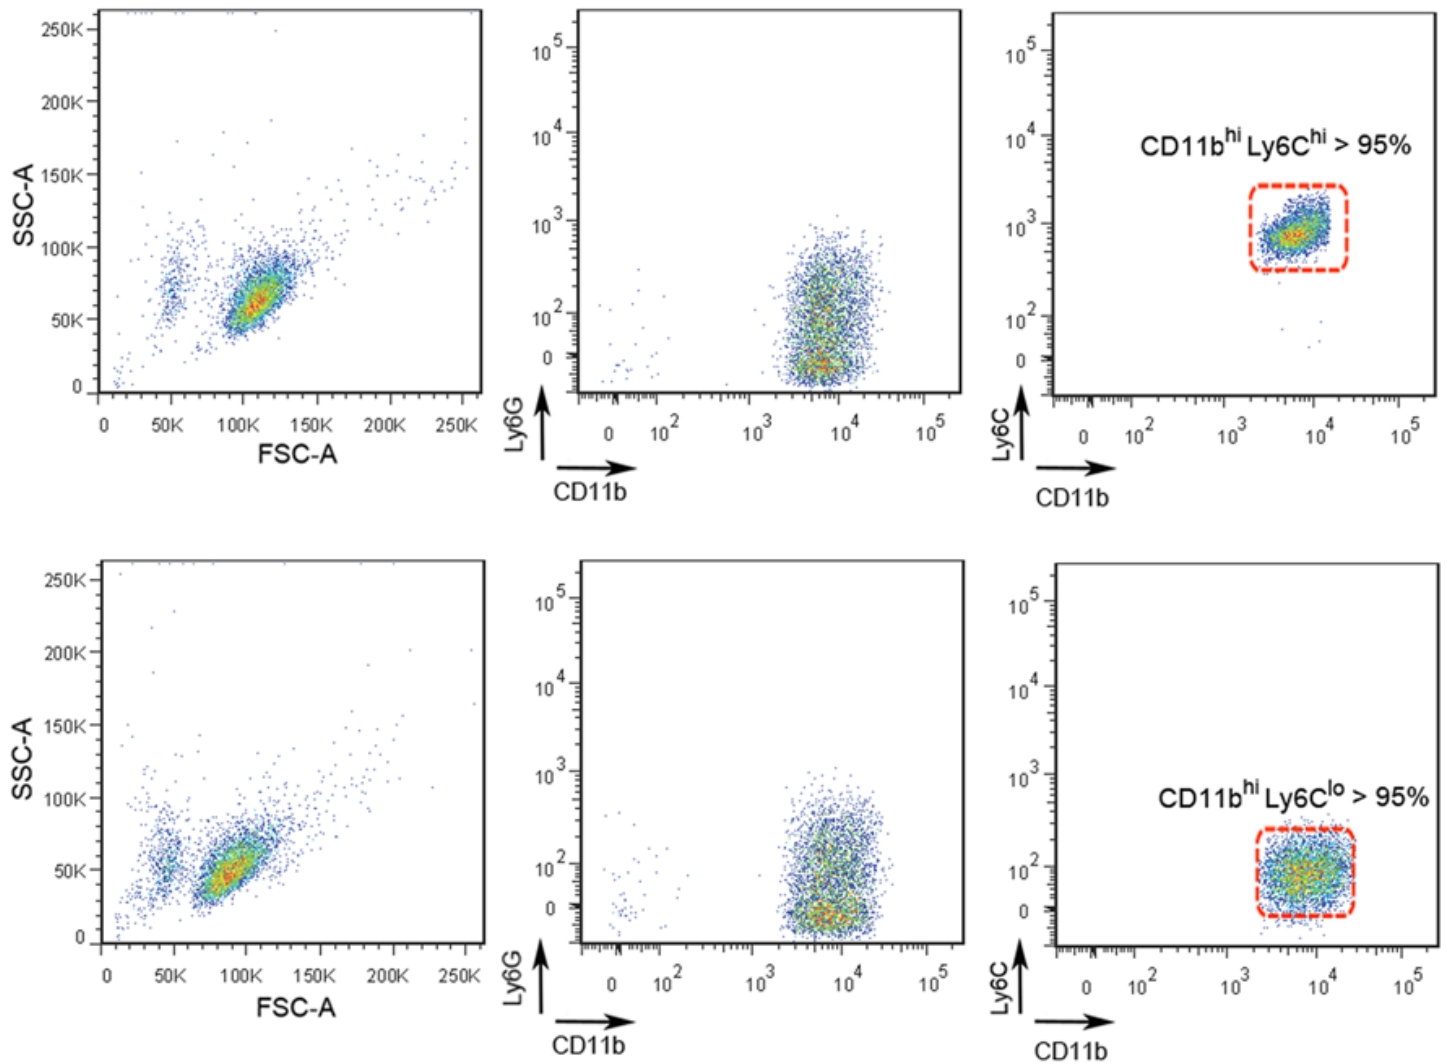 250K
200K
150K
100K
50K
0
SSC-A
0 50K 100K 150K 200K 250K
FSC-A
10^5
10^4
10^3
10^2
0
Ly6G
0 10^2 10^3 10^4 10^5
CD11b
10^5
10^4
10^3
10^2
0
Ly6C
CD11b^hi Ly6C^hi > 95%
0 10^2 10^3 10^4 10^5
CD11b
250K
200K
150K
100K
50K
0
SSC-A
0 50K 100K 150K 200K 250K
FSC-A
10^5
10^4
10^3
10^2
0
Ly6G
0 10^2 10^3 10^4 10^5
CD11b
10^5
10^4
10^3
10^2
0
Ly6C
CD11b^hi Ly6C^lo > 95%
0 10^2 10^3 10^4 10^5
CD11b